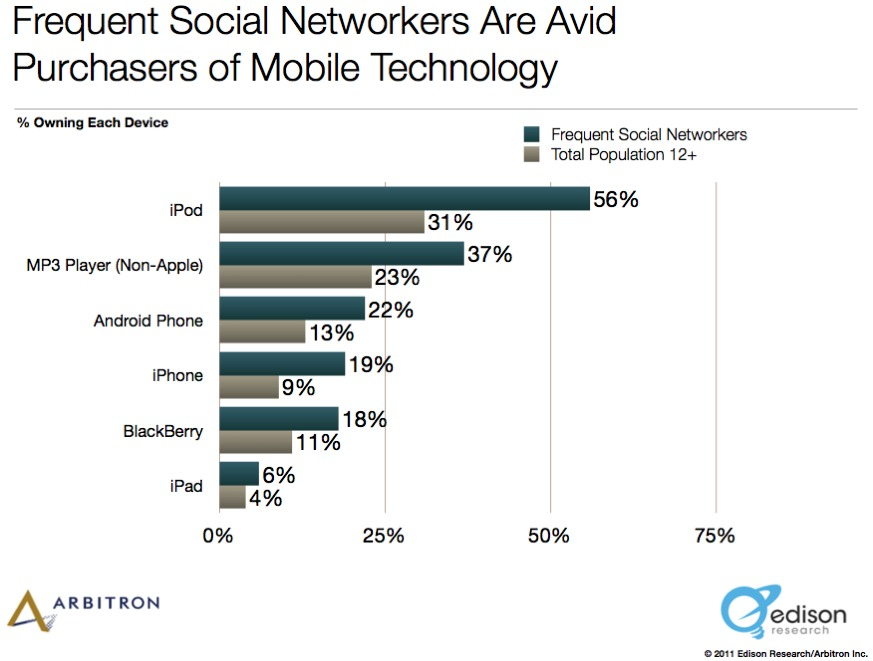 Frequent Social Networkers Are Avid
Purchasers of Mobile Technology
% Owning Each Device
Frequent Social Networkers
Total Population 12+
iPod
56%
31%
MP3 Player (Non-Apple)
37%
23%
Android Phone
22%
13%
iPhone
19%
9%
BlackBerry
18%
11%
iPad
6%
4%
0%
25%
50%
75%
ARBITRON
edison
research
© 2011 Edison Research/Arbitron Inc.